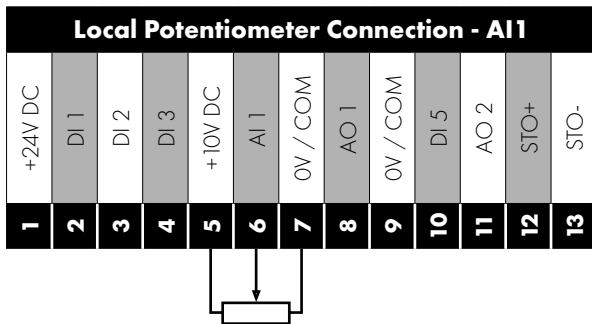 Local Potentiometer Connection - AI1
+24V DC
DI 1
DI 2
DI 3
+10V DC
AI 1
0V / COM
AO 1
0V / COM
DI 5
AO 2
STO+
STO-
1
2
3
4
5
6
7
8
9
10
11
12
13